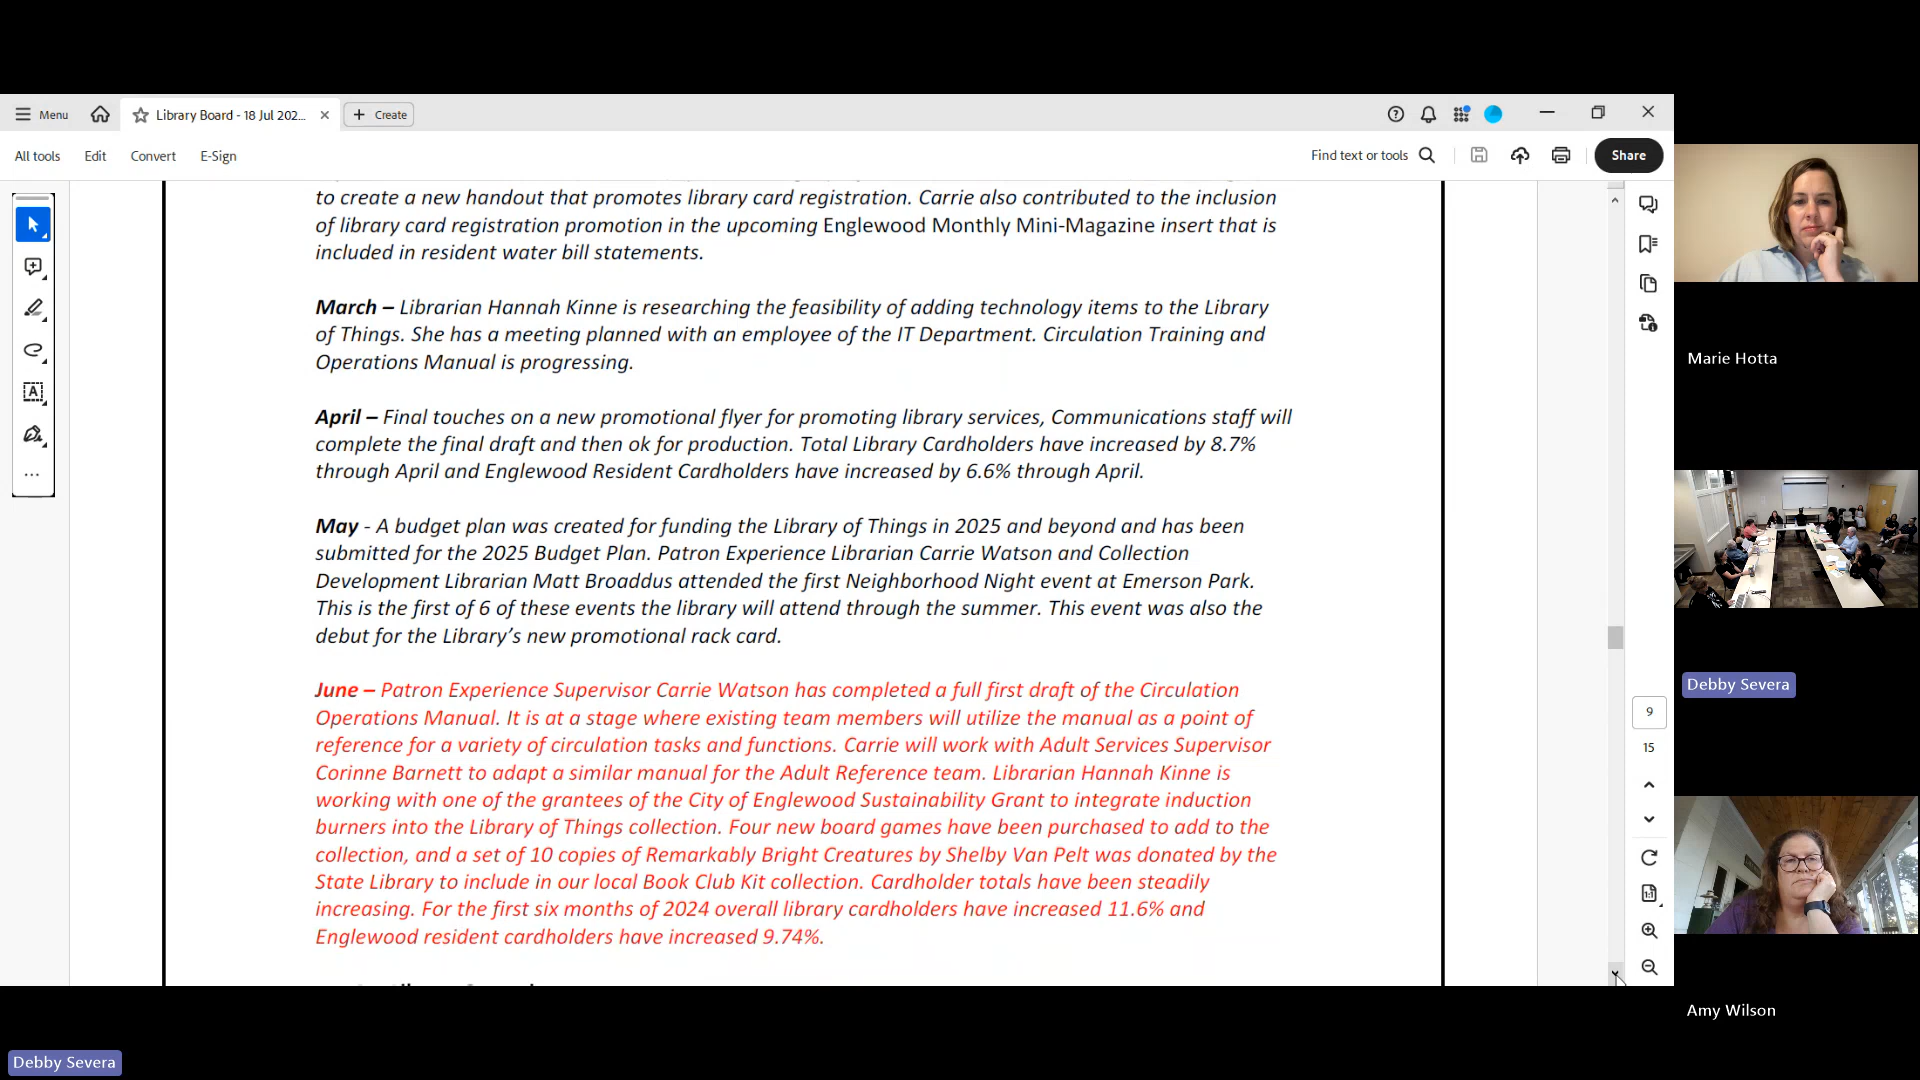 Menu
Library Board - 18 Jul 202...
Create
All tools
Edit
Convert
E-Sign
Find text or tools
Share
to create a new handout that promotes library card registration. Carrie also contributed to the inclusion
of library card registration promotion in the upcoming Englewood Monthly Mini-Magazine insert that is
included in resident water bill statements.
March – Librarian Hannah Kinne is researching the feasibility of adding technology items to the Library
of Things. She has a meeting planned with an employee of the IT Department. Circulation Training and
Operations Manual is progressing.
April – Final touches on a new promotional flyer for promoting library services, Communications staff will
complete the final draft and then ok for production. Total Library Cardholders have increased by 8.7%
through April and Englewood Resident Cardholders have increased by 6.6% through April.
May - A budget plan was created for funding the Library of Things in 2025 and beyond and has been
submitted for the 2025 Budget Plan. Patron Experience Librarian Carrie Watson and Collection
Development Librarian Matt Broaddus attended the first Neighborhood Night event at Emerson Park.
This is the first of 6 of these events the library will attend through the summer. This event was also the
debut for the Library's new promotional rack card.
June – Patron Experience Supervisor Carrie Watson has completed a full first draft of the Circulation
Operations Manual. It is at a stage where existing team members will utilize the manual as a point of
reference for a variety of circulation tasks and functions. Carrie will work with Adult Services Supervisor
Corinne Barnett to adapt a similar manual for the Adult Reference team. Librarian Hannah Kinne is
working with one of the grantees of the City of Englewood Sustainability Grant to integrate induction
burners into the Library of Things collection. Four new board games have been purchased to add to the
collection, and a set of 10 copies of Remarkably Bright Creatures by Shelby Van Pelt was donated by the
State Library to include in our local Book Club Kit collection. Cardholder totals have been steadily
increasing. For the first six months of 2024 overall library cardholders have increased 11.6% and
Englewood resident cardholders have increased 9.74%.
9
15
1:1
Marie Hotta
Debby Severa
Amy Wilson
Debby Severa